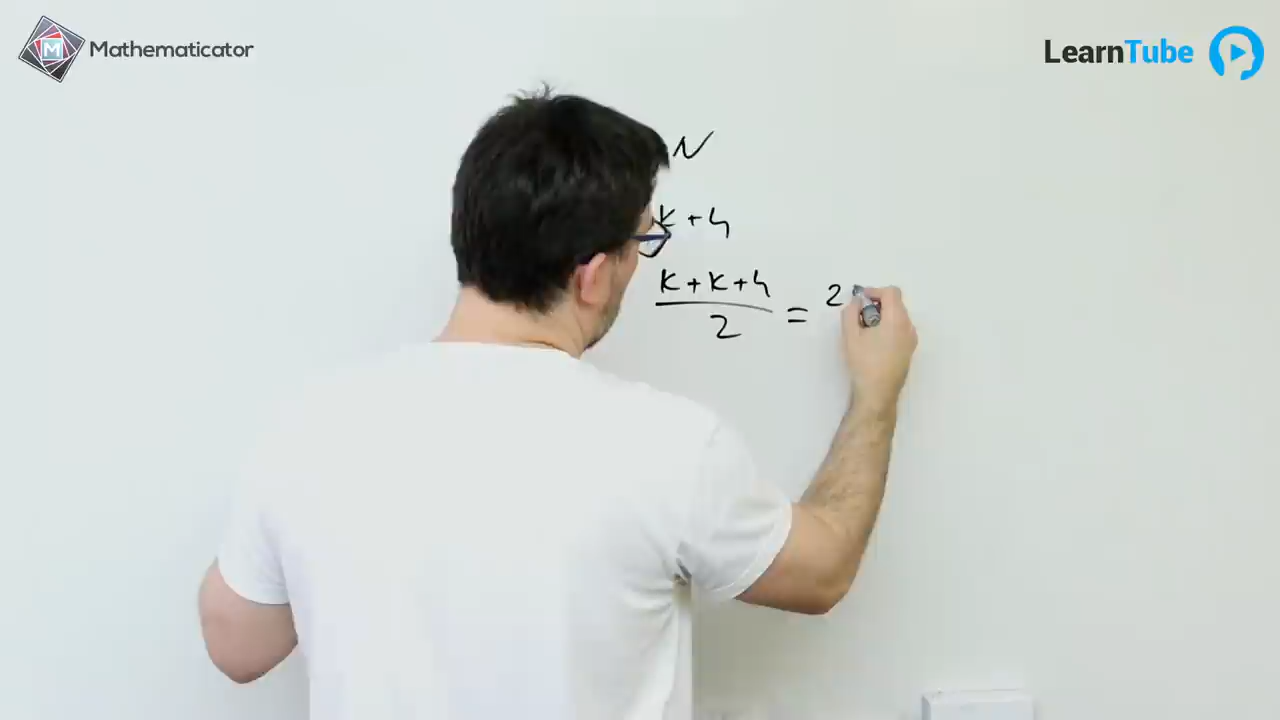 Mathematicator
LearnTube
N
k + 4
k + k + 4
2
= 2